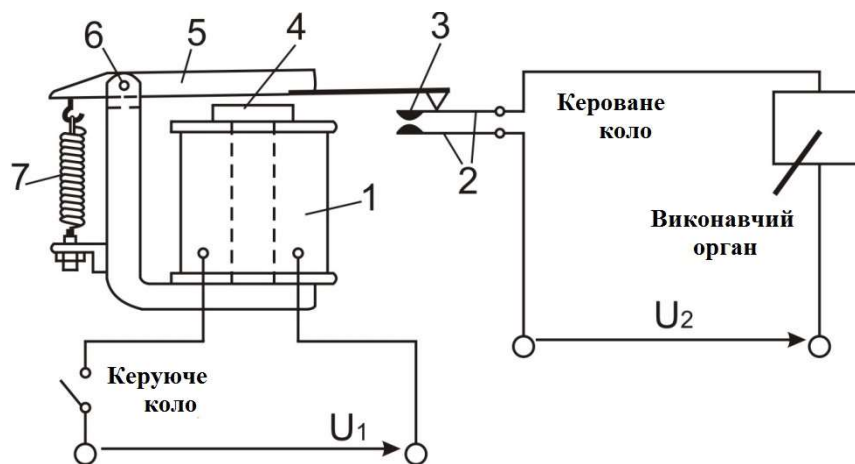 6
5
4
3
7
1
2
Кероване
коло
Виконавчий
орган
U2
Керуюче
коло
U1